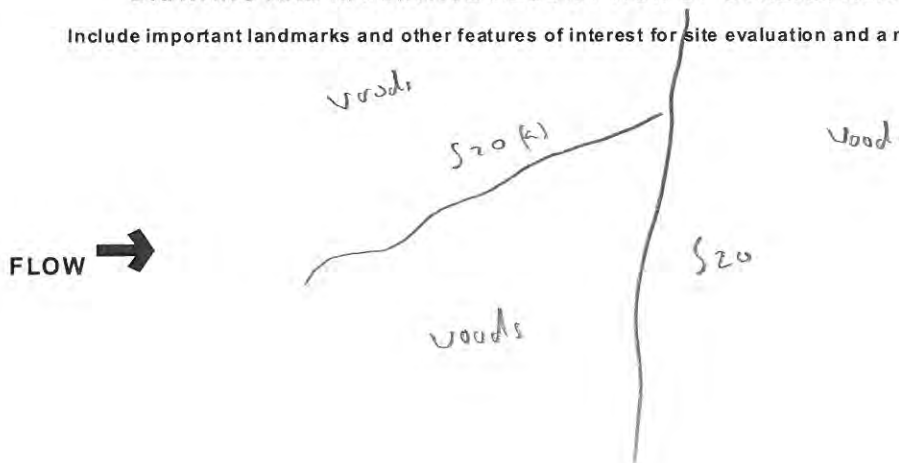 Include important landmarks and other features of interest for site evaluation and a n
woods
S20(a)
wood
FLOW
S20
woods